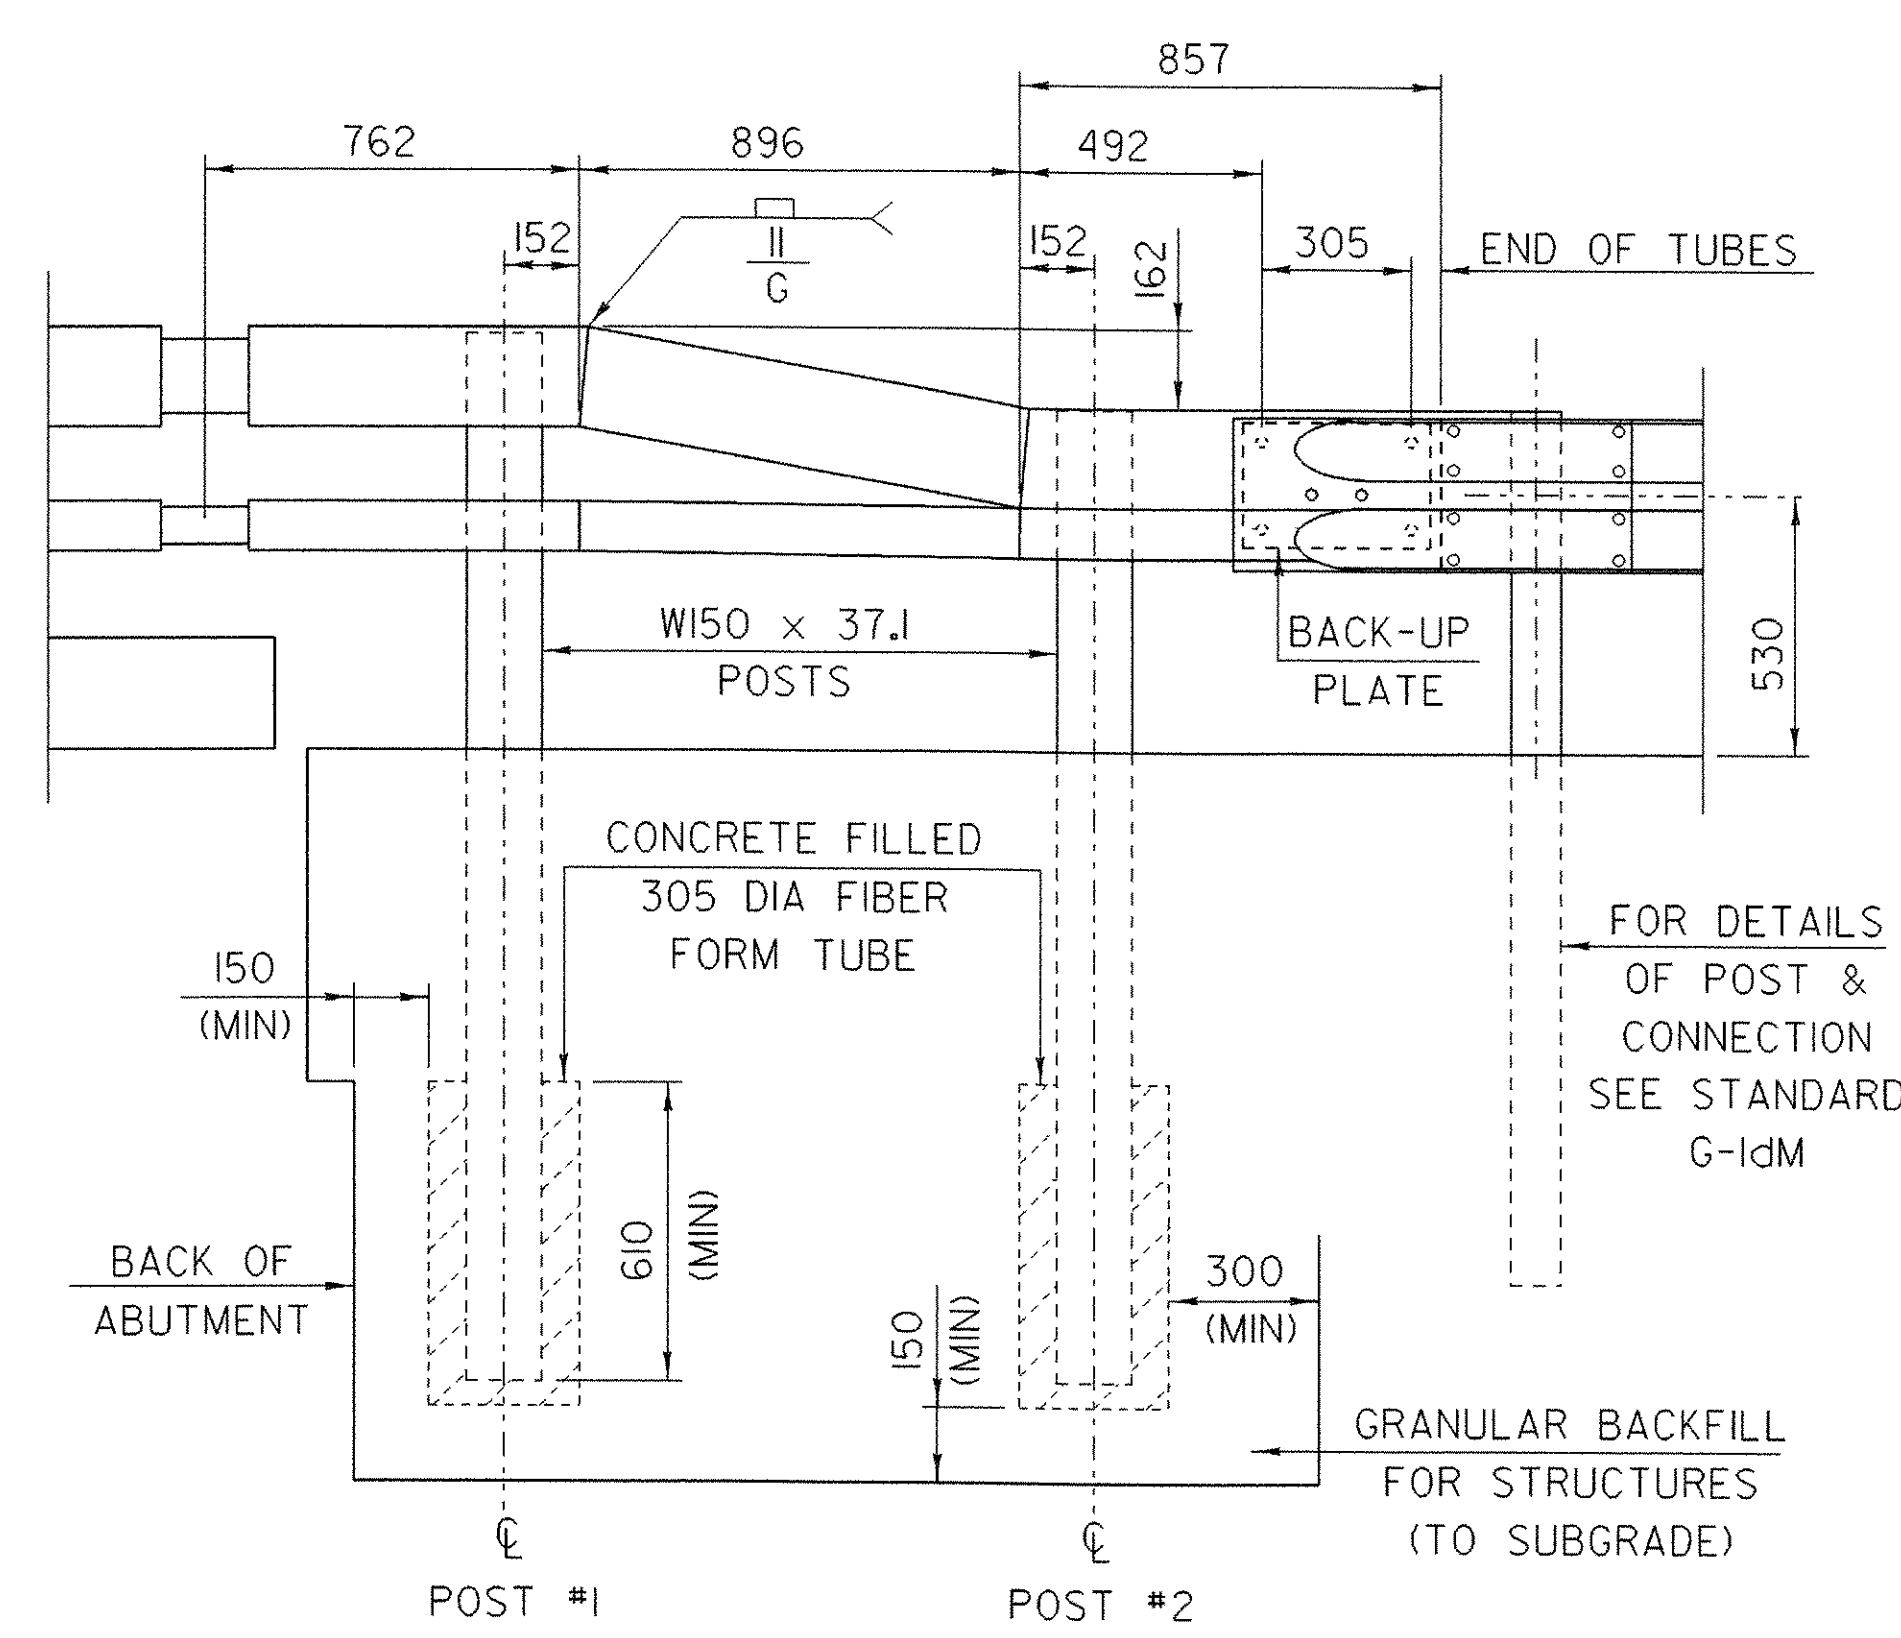 857
762
896
492
152
||
G
152
162
305
END OF TUBES
W150 x 37.1
POSTS
BACK-UP
PLATE
530
CONCRETE FILLED
305 DIA FIBER
FORM TUBE
FOR DETAILS
OF POST &
CONNECTION
SEE STANDARD
G-1dM
150
(MIN)
610
(MIN)
BACK OF
ABUTMENT
150
(MIN)
300
(MIN)
GRANULAR BACKFILL
FOR STRUCTURES
(TO SUBGRADE)
℄
POST #1
℄
POST #2